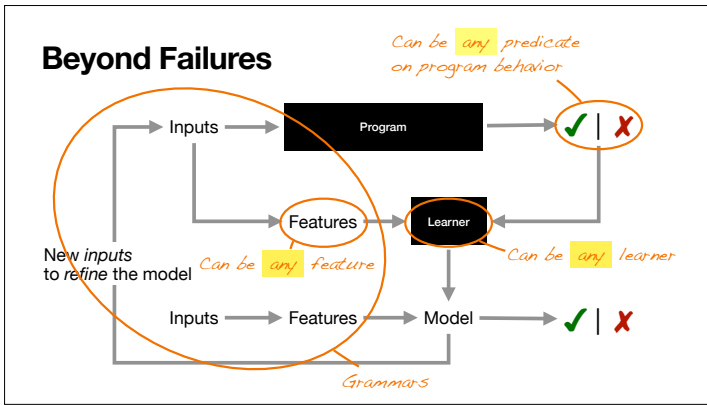 Beyond Failures
Can be any predicate
on program behavior
Inputs
Program
✔ | ✘
Features
Learner
New inputs
to refine the model
Can be any feature
Can be any learner
Inputs
Features
Model
✔ | ✘
Grammars